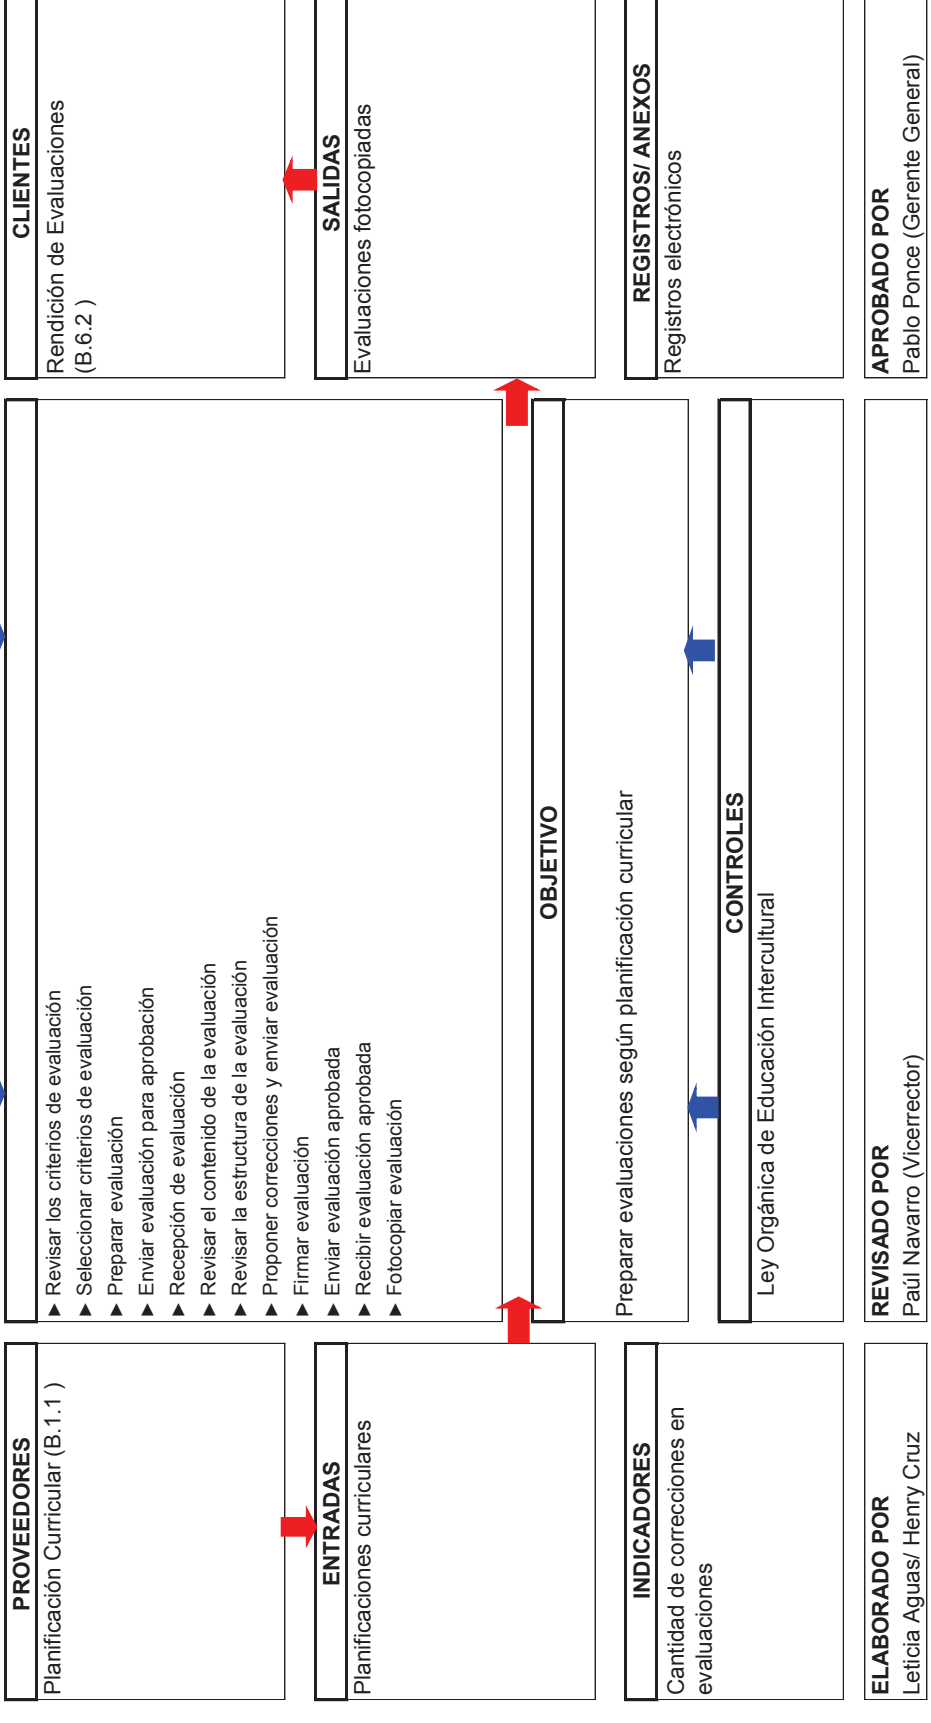 PROVEEDORES
Planificación Curricular (B.1.1 )
ENTRADAS
Planificaciones curriculares
INDICADORES
Cantidad de correcciones en
evaluaciones
ELABORADO POR
Leticia Aguas/ Henry Cruz
► Revisar los criterios de evaluación
► Seleccionar criterios de evaluación
► Preparar evaluación
► Enviar evaluación para aprobación
► Recepción de evaluación
► Revisar el contenido de la evaluación
► Revisar la estructura de la evaluación
► Proponer correcciones y enviar evaluación
► Firmar evaluación
► Enviar evaluación aprobada
► Recibir evaluación aprobada
► Fotocopiar evaluación
OBJETIVO
Preparar evaluaciones según planificación curricular
CONTROLES
Ley Orgánica de Educación Intercultural
REVISADO POR
Paúl Navarro (Vicerrector)
CLIENTES
Rendición de Evaluaciones
(B.6.2 )
SALIDAS
Evaluaciones fotocopiadas
REGISTROS/ ANEXOS
Registros electrónicos
APROBADO POR
Pablo Ponce (Gerente General)